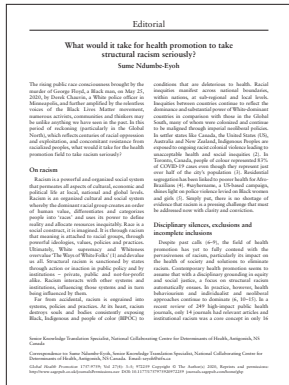 Editorial
What would it take for health promotion to take
structural racism seriously?
Sume Ndumbe-Eyoh
The rising public race consciousness brought by the
murder of George Floyd, a Black man, on May 25,
2020, by Derek Chauvin, a White police officer in
Minneapolis, and further amplified by the relentless
voices of the Black Lives Matter movement,
numerous activists, communities and thinkers may
be unlike anything we have seen in the past. In this
period of reckoning (particularly in the Global
North), which reflects centuries of racial oppression
and exploitation, and concomitant resistance from
racialized peoples, what would it take for the health
promotion field to take racism seriously?
On racism
Racism is a powerful and organized social system
that permeates all aspects of cultural, economic and
political life at local, national and global levels.
Racism is an organized cultural and social system
whereby the dominant racial group creates an order
of human value, differentiates and categorizes
people into 'races' and uses its power to define
reality and allocate resources inequitably. Race is a
social construct, it is imagined. It is through racism
that meaning is attached to racial groups, through
powerful ideologies, values, policies and practices.
Ultimately, White supremacy and Whiteness
overvalue 'The Ways of White Folks' (1) and devalue
us all. Structural racism is sanctioned by states
through action or inaction in public policy and by
institutions – private, public and not-for-profit
alike. Racism interacts with other systems and
institutions, influencing those systems and in turn
being influenced by them.
Far from accidental, racism is engrained into
systems, policies and practices. At its heart, racism
destroys souls and bodies consistently exposing
Black, Indigenous and people of color (BIPOC) to
conditions that are deleterious to health. Racial
inequities manifest across national boundaries,
within nations, at sub-regional and local levels.
Inequities between countries continue to reflect the
dominance and substantial power of White-dominant
countries in comparison with those in the Global
South, many of whom were colonized and continue
to be maligned through imperial neoliberal policies.
In settler states like Canada, the United States (US),
Australia and New Zealand, Indigenous Peoples are
exposed to ongoing racist colonial violence leading to
unacceptable health and social inequities (2). In
Toronto, Canada, people of colour represented 83%
of COVID-19 cases even though they represent just
over half of the city's population (3). Residential
segregation has been linked to power health for Afro-
Brazilians (4). #sayhername, a US-based campaign,
shines light on police violence levied on Black women
and girls (5). Simply put, there is no shortage of
evidence that racism is a pressing challenge that must
be addressed now with clarity and conviction.
Disciplinary silences, exclusions and
incomplete inclusions
Despite past calls (6–9), the field of health
promotion has yet to fully contend with the
pervasiveness of racism, particularly its impact on
the health of society and solutions to eliminate
racism. Contemporary health promotion seems to
assume that with a disciplinary grounding in equity
and social justice, a focus on structural racism
automatically ensues. In practice, however, health
behaviourism and individualistic and neoliberal
approaches continue to dominate (6, 10–15). In a
recent review of 249 high-impact public health
journals, only 14 journals had relevant articles and
institutional racism was a core concept in only 16
Senior Knowledge Translation Specialist, National Collaborating Centre for Determinants of Health, Antigonish, NS
Canada
Correspondence to: Sume Ndumbe-Eyoh, Senior Knowledge Translation Specialist, National Collaborating Centre for
Determinants of Health, Antigonish, NS, Canada.